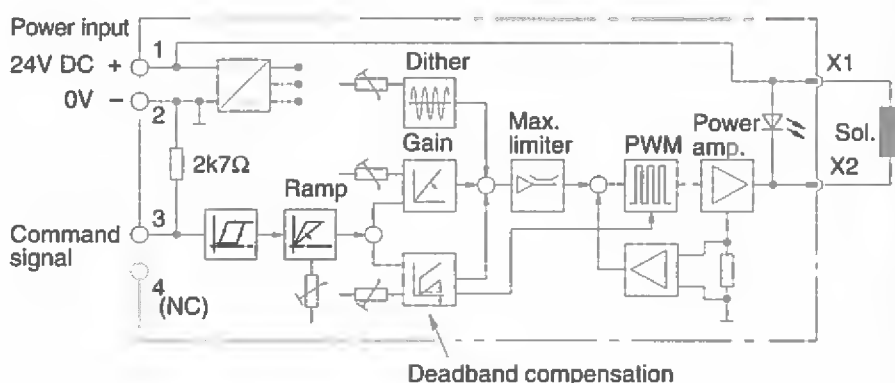 Power input
1
24V DC +
0V −
2
2k7Ω
3
Command
signal
4
(NC)
Ramp
Dither
Gain
Max.
limiter
PWM
Power
amp.
X1
Sol.
X2
Deadband compensation